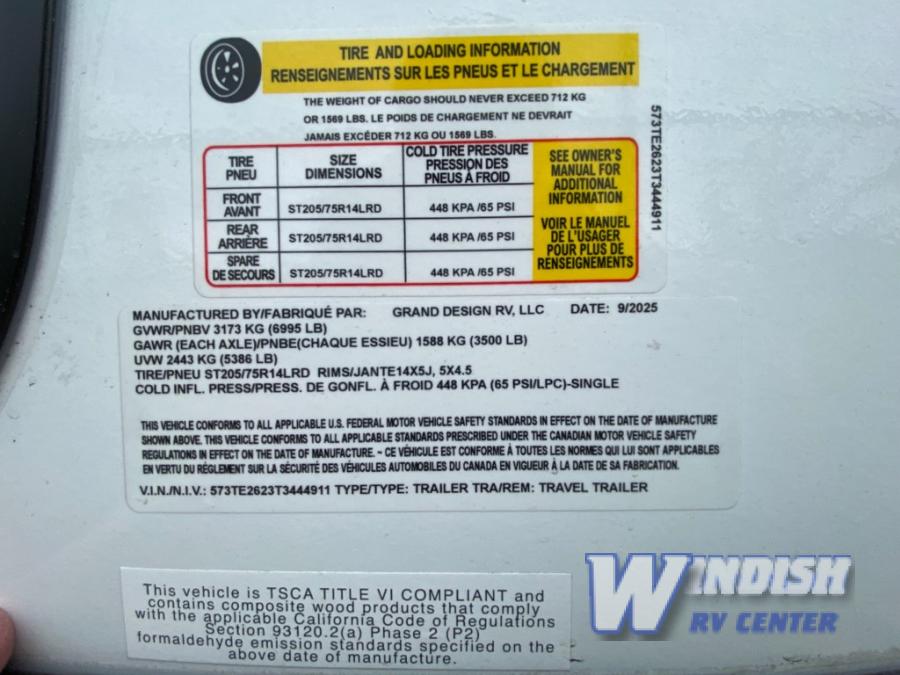 TIRE AND LOADING INFORMATION
RENSEIGNEMENTS SUR LES PNEUS ET LE CHARGEMENT
THE WEIGHT OF CARGO SHOULD NEVER EXCEED 712 KG
OR 1569 LBS. LE POIDS DE CHARGEMENT NE DEVRAIT
JAMAIS EXCÉDER 712 KG OU 1569 LBS.
TIRE
PNEU
SIZE
DIMENSIONS
COLD TIRE PRESSURE
PRESSION DES
PNEUS À FROID
FRONT
AVANT
ST205/75R14LRD
448 KPA /65 PSI
REAR
ARRIÈRE
ST205/75R14LRD
448 KPA /65 PSI
SPARE
DE SECOURS
ST205/75R14LRD
448 KPA /65 PSI
SEE OWNER'S
MANUAL FOR
ADDITIONAL
INFORMATION
VOIR LE MANUEL
DE L'USAGER
POUR PLUS DE
RENSEIGNEMENTS
573TE2623T3444911
MANUFACTURED BY/FABRIQUÉ PAR: GRAND DESIGN RV, LLC DATE: 9/2025
GVWR/PNBV 3173 KG (6995 LB)
GAWR (EACH AXLE)/PNBE(CHAQUE ESSIEU) 1588 KG (3500 LB)
UVW 2443 KG (5386 LB)
TIRE/PNEU ST205/75R14LRD RIMS/JANTE14X5J, 5X4.5
COLD INFL. PRESS/PRESS. DE GONFL. À FROID 448 KPA (65 PSI/LPC)-SINGLE
THIS VEHICLE CONFORMS TO ALL APPLICABLE U.S. FEDERAL MOTOR VEHICLE SAFETY STANDARDS IN EFFECT ON THE DATE OF MANUFACTURE
SHOWN ABOVE. THIS VEHICLE CONFORMS TO ALL APPLICABLE STANDARDS PRESCRIBED UNDER THE CANADIAN MOTOR VEHICLE SAFETY
REGULATIONS IN EFFECT ON THE DATE OF MANUFACTURE. ~ CE VÉHICULE EST CONFORME À TOUTES LES NORMES QUI LUI SONT APPLICABLES
EN VERTU DU RÈGLEMENT SUR LA SÉCURITÉ DES VÉHICULES AUTOMOBILES DU CANADA EN VIGUEUR À LA DATE DE SA FABRICATION.
V.I.N./N.I.V.: 573TE2623T3444911 TYPE/TYPE: TRAILER TRA/REM: TRAVEL TRAILER
This vehicle is TSCA TITLE VI COMPLIANT and
contains composite wood products that comply
with the applicable California Code of Regulations
Section 93120.2(a) Phase 2 (P2)
formaldehyde emission standards specified on the
above date of manufacture.
WINDISH
RV CENTER